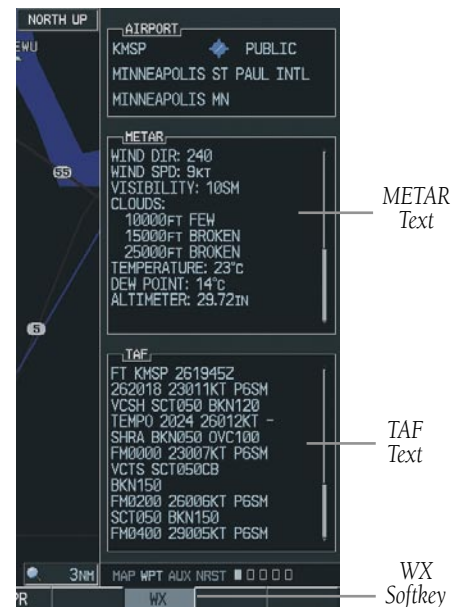 NORTH UP
EWU
55
5
3NM
AIRPORT
KMSP PUBLIC
MINNEAPOLIS ST PAUL INTL
MINNEAPOLIS MN
METAR
WIND DIR: 240
WIND SPD: 9KT
VISIBILITY: 10SM
CLOUDS:
10000FT FEW
15000FT BROKEN
25000FT BROKEN
TEMPERATURE: 23°C
DEW POINT: 14°C
ALTIMETER: 29.72IN
METAR
Text
TAF
FT KMSP 261945Z
262018 23011KT P6SM
VCSH SCT050 BKN120
TEMPO 2024 26012KT -
SHRA BKN050 OVC100
FM0000 23007KT P6SM
VCTS SCT050CB
BKN150
FM0200 26006KT P6SM
SCT050 BKN150
FM0400 29005KT P6SM
TAF
Text
MAP WPT AUX NRST
PR
WX
WX
Softkey